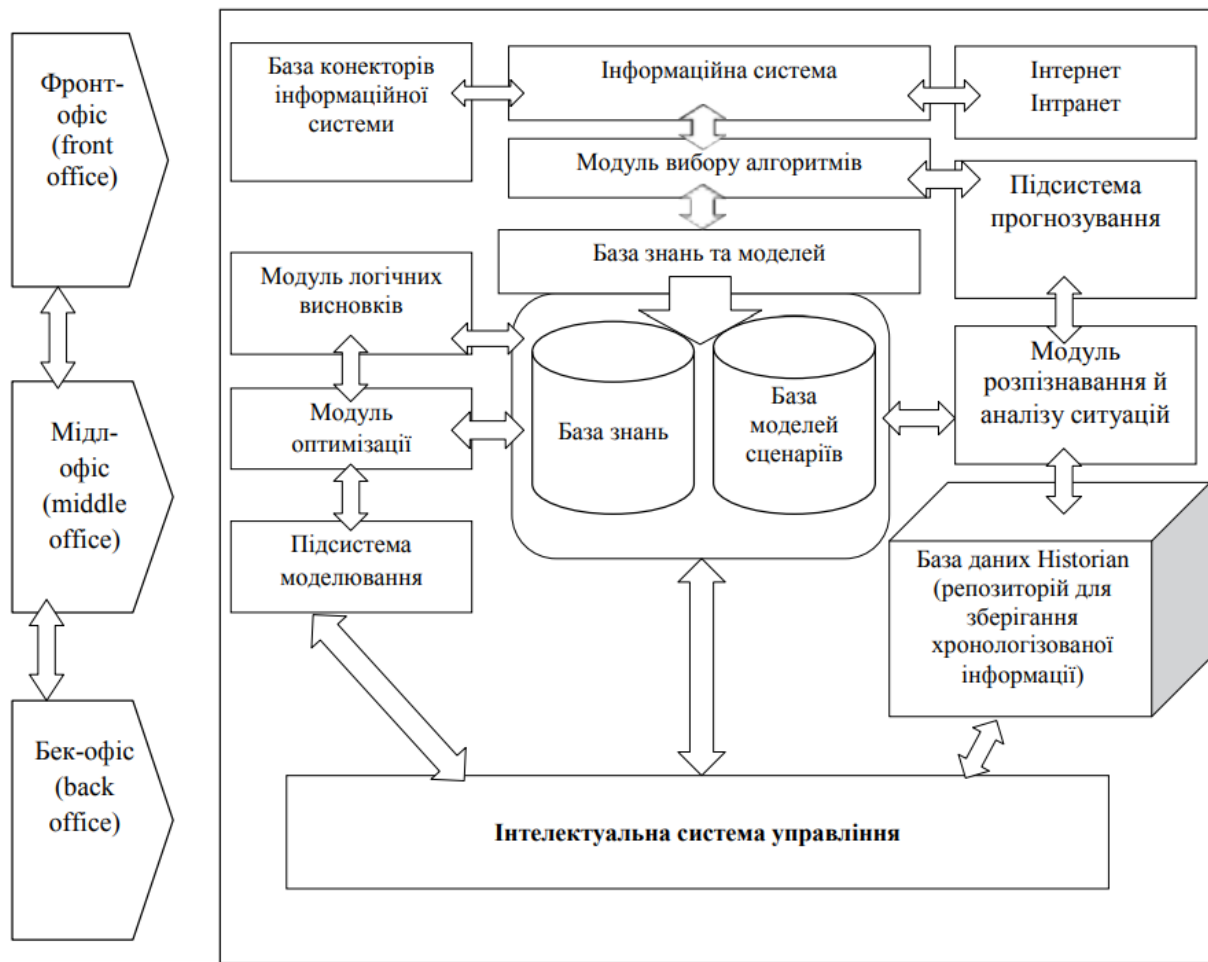 Фронт-
офіс
(front
office)
Мідл-
офіс
(middle
office)
Бек-офіс
(back
office)
База конекторів
інформаційної
системи
Інформаційна система
Інтернет
Інтранет
Модуль вибору алгоритмів
Підсистема
прогнозування
База знань та моделей
Модуль логічних
висновків
Модуль
оптимізації
База знань
База
моделей
сценаріїв
Модуль
розпізнавання й
аналізу ситуацій
Підсистема
моделювання
База даних Historian
(репозиторій для
зберігання
хронологізованої
інформації)
Інтелектуальна система управління